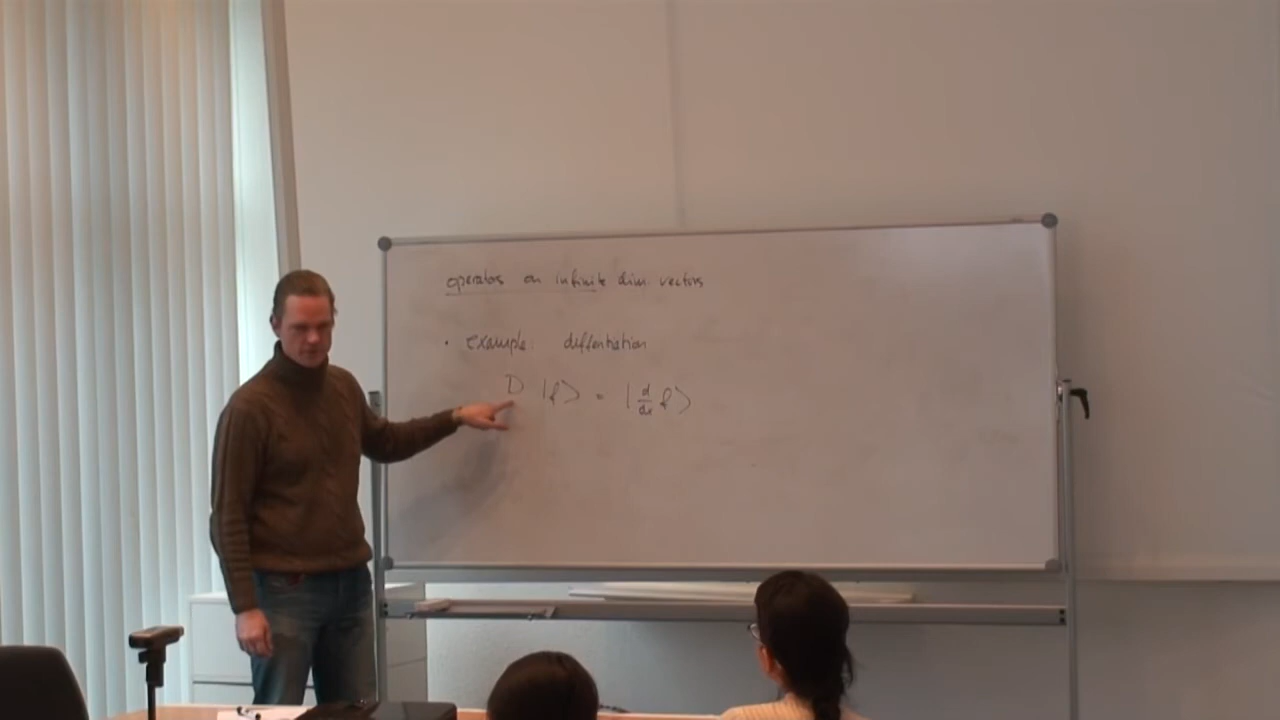 operators on infinite dim. vectors
• example: differentiation
D |f⟩ = |d/dx f⟩